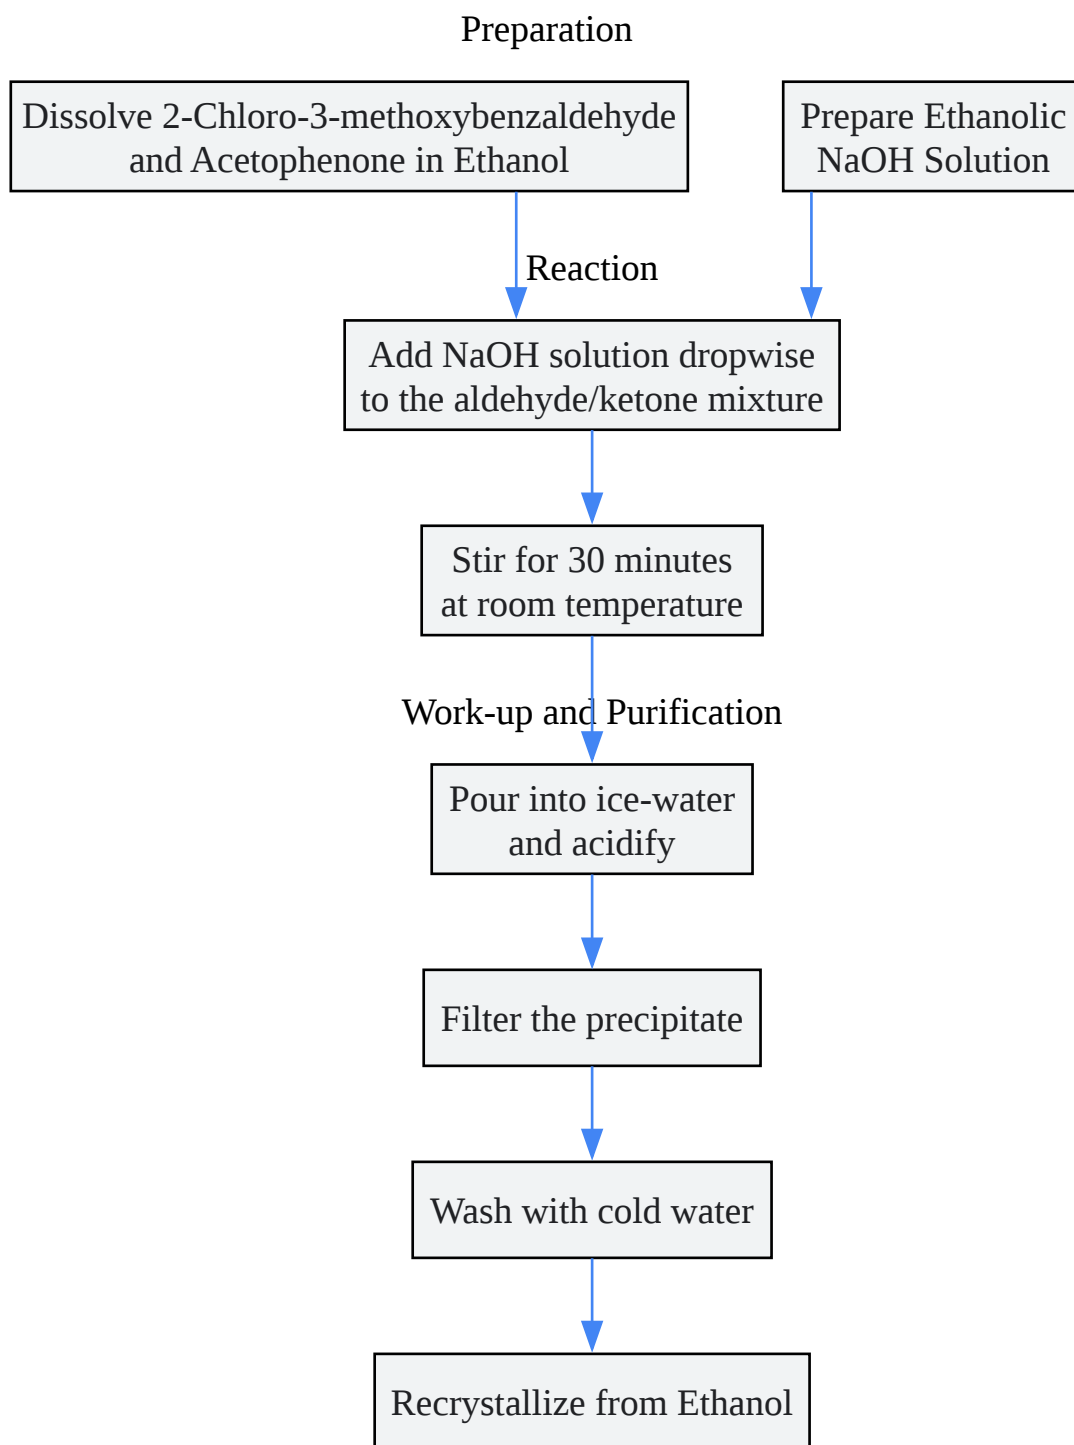 Preparation
Dissolve 2-Chloro-3-methoxybenzaldehyde
and Acetophenone in Ethanol
Prepare Ethanolic
NaOH Solution
Reaction
Add NaOH solution dropwise
to the aldehyde/ketone mixture
Stir for 30 minutes
at room temperature
Work-up and Purification
Pour into ice-water
and acidify
Filter the precipitate
Wash with cold water
Recrystallize from Ethanol